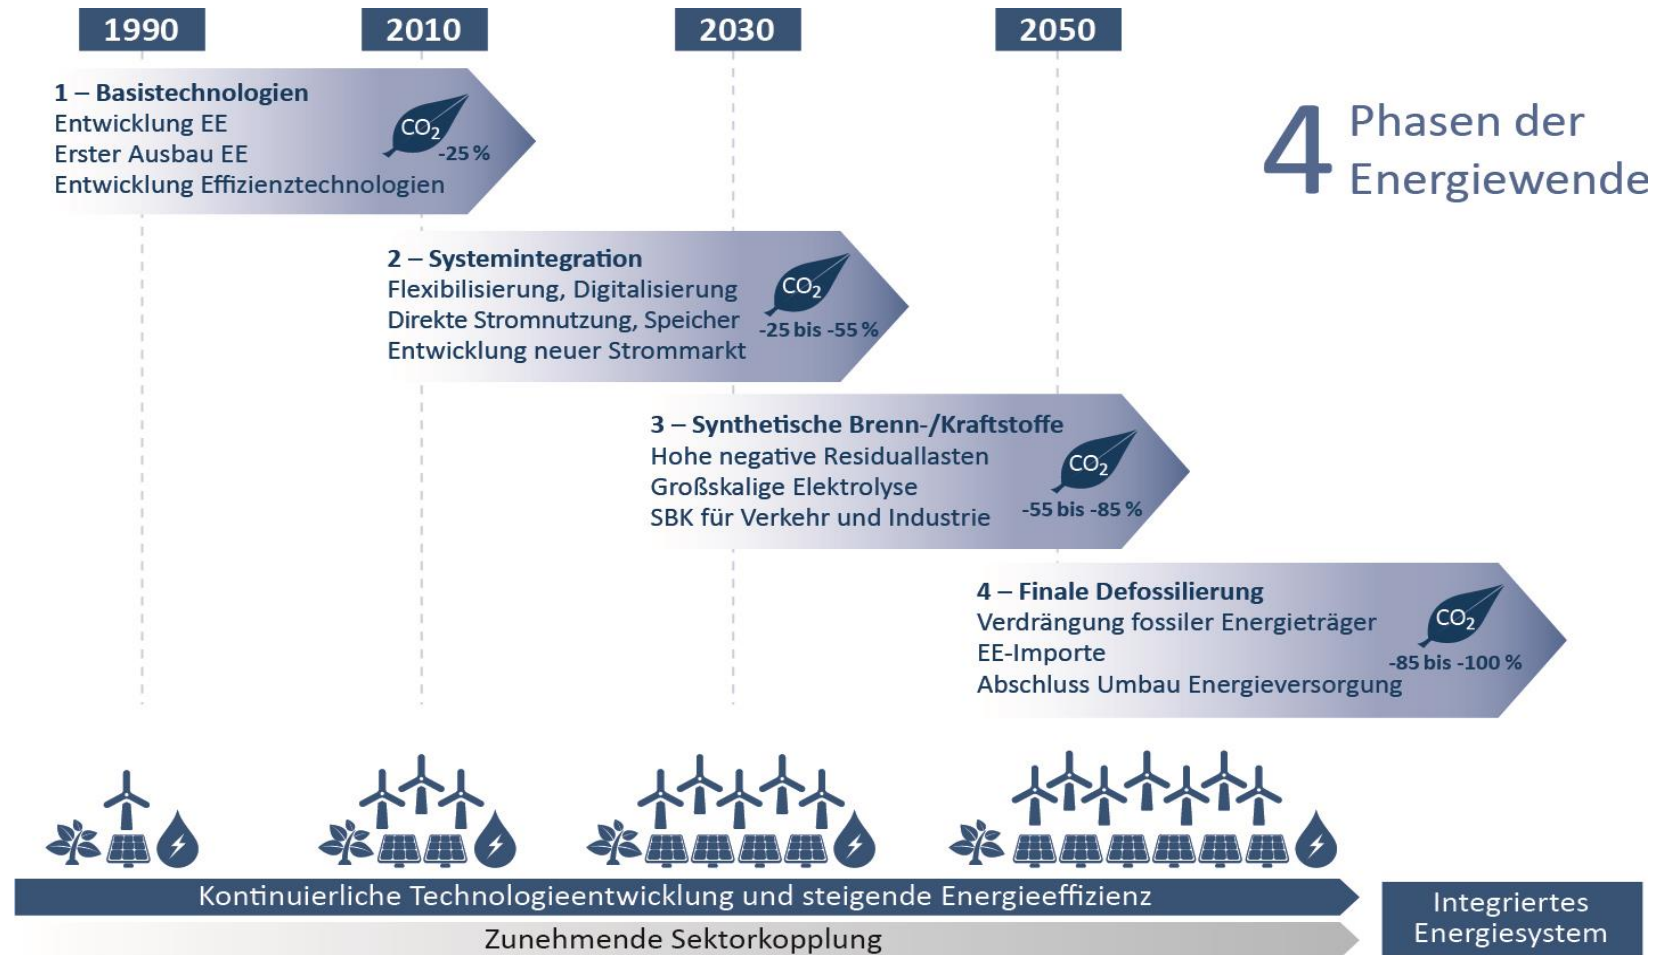 1990
2010
2030
2050
4 Phasen der
Energiewende
1 – Basistechnologien
Entwicklung EE
Erster Ausbau EE
Entwicklung Effizienztechnologien
CO₂
-25 %
2 – Systemintegration
Flexibilisierung, Digitalisierung
Direkte Stromnutzung, Speicher
Entwicklung neuer Strommarkt
CO₂
-25 bis -55 %
3 – Synthetische Brenn-/Kraftstoffe
Hohe negative Residuallasten
Großskalige Elektrolyse
SBK für Verkehr und Industrie
CO₂
-55 bis -85 %
4 – Finale Defossilierung
Verdrängung fossiler Energieträger
EE-Importe
Abschluss Umbau Energieversorgung
CO₂
-85 bis -100 %
Kontinuierliche Technologieentwicklung und steigende Energieeffizienz
Zunehmende Sektorkopplung
Integriertes
Energiesystem